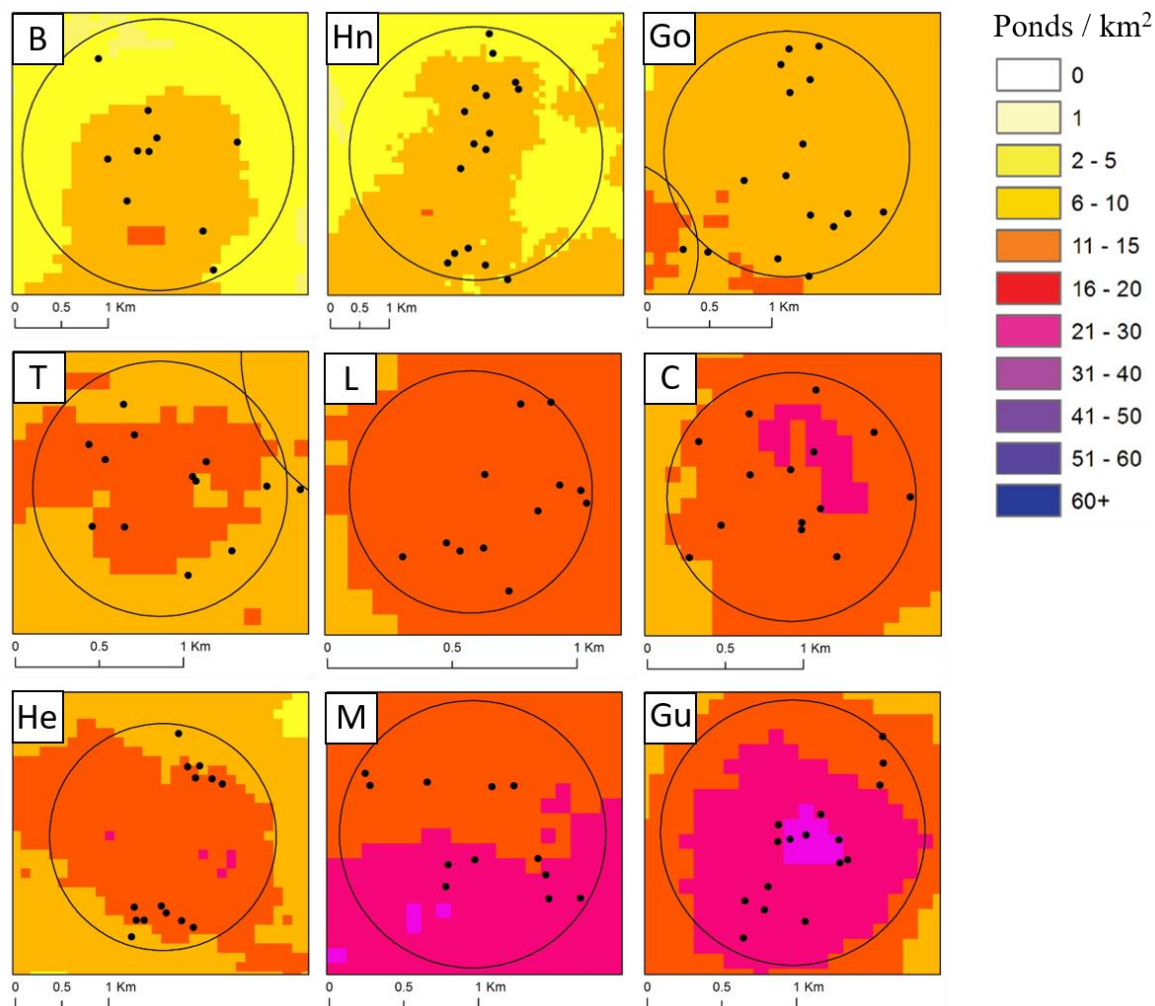 B
Hn
Go
Ponds / km²
0
1
2 - 5
6 - 10
11 - 15
16 - 20
21 - 30
31 - 40
41 - 50
51 - 60
60+
0 0.5 1 Km
0 0.5 1 Km
0 0.5 1 Km
T
L
C
0 0.5 1 Km
0 0.5 1 Km
0 0.5 1 Km
He
M
Gu
0 0.5 1 Km
0 0.5 1 Km
0 0.5 1 Km